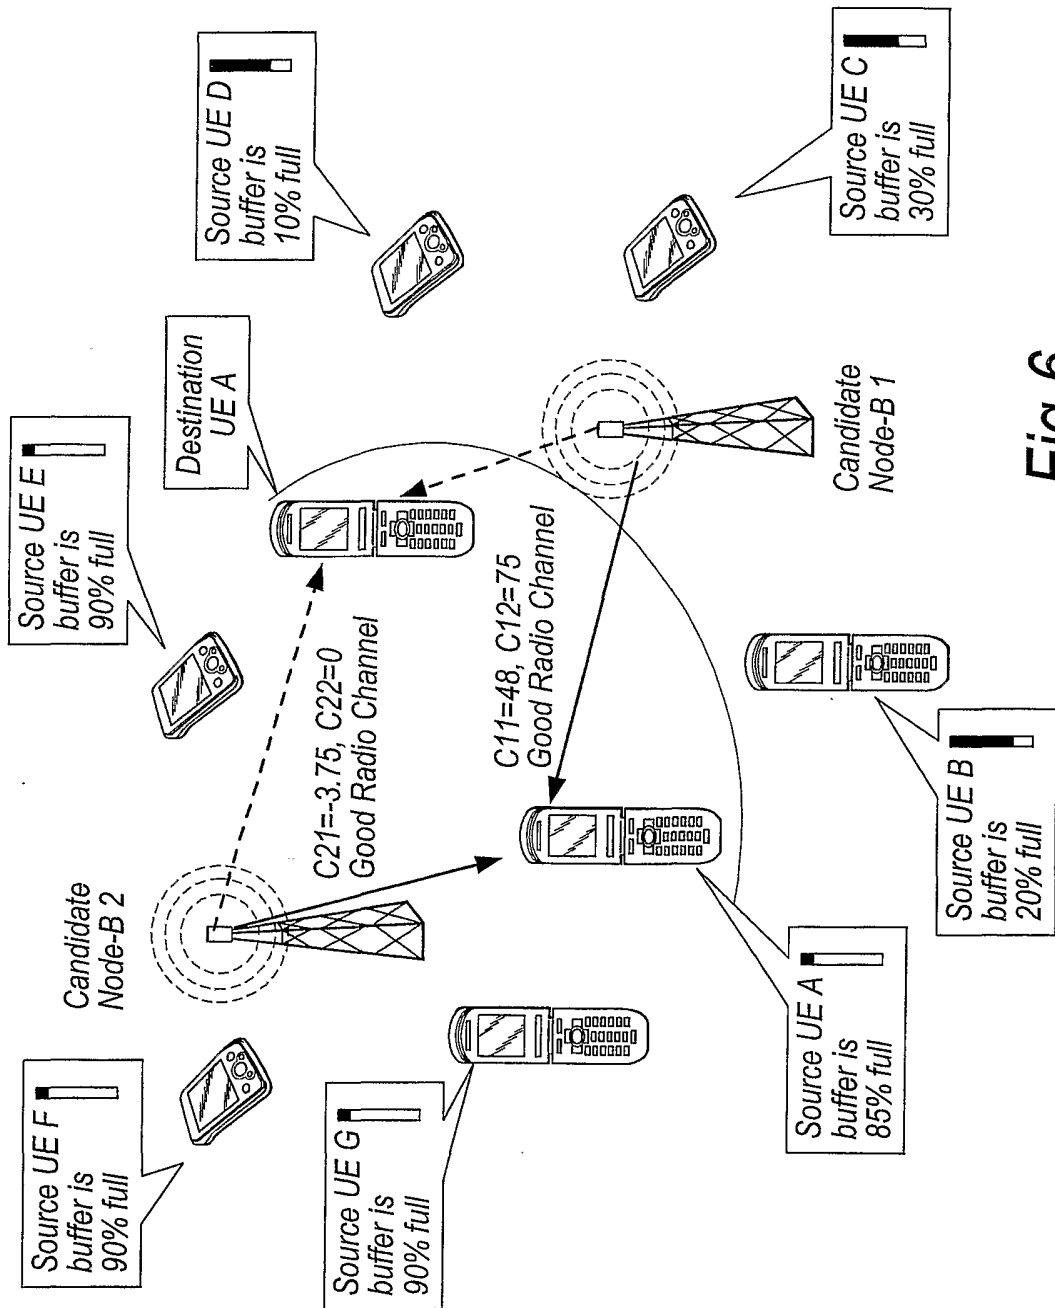 Source UE F
buffer is
90% full
Candidate
Node-B 2
Source UE E
buffer is
90% full
Destination
UE A
Source UE D
buffer is
10% full
Source UE G
buffer is
90% full
C21=-3.75, C22=0
Good Radio Channel
C11=48, C12=75
Good Radio Channel
Source UE A
buffer is
85% full
Source UE B
buffer is
20% full
Candidate
Node-B 1
Source UE C
buffer is
30% full
Fig. 6